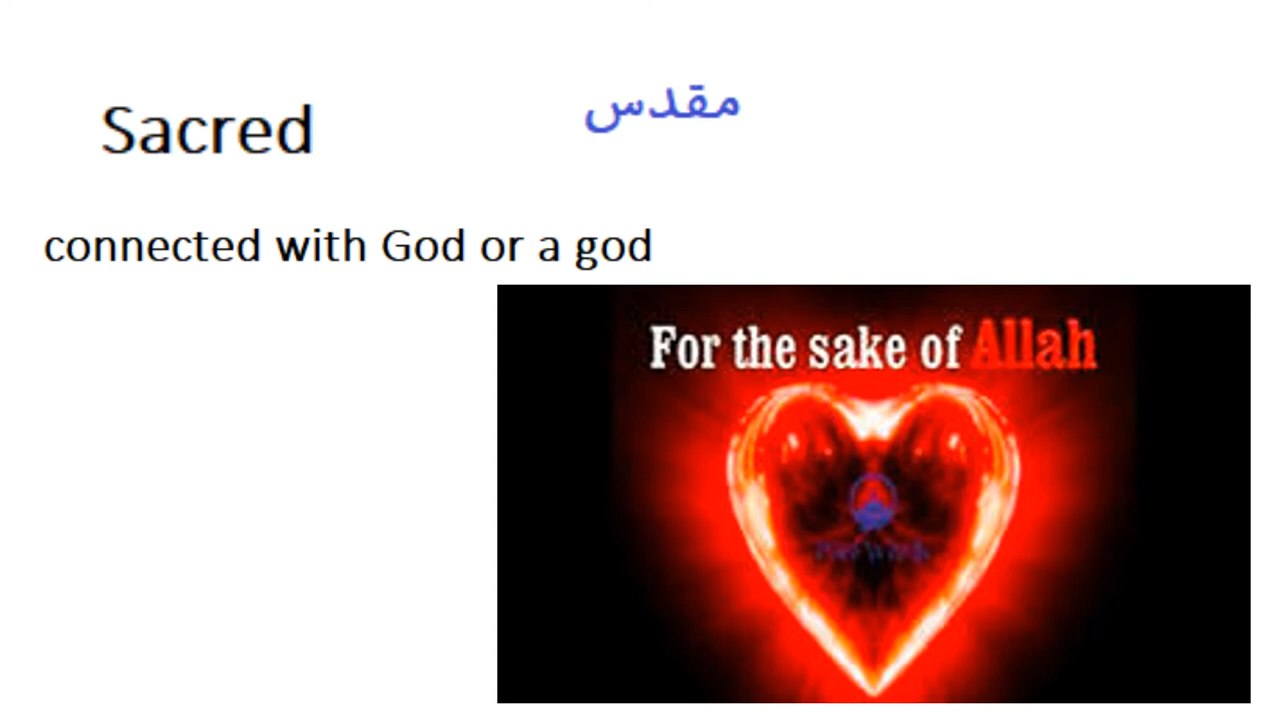 Sacred
مقدس
connected with God or a god
For the sake of Allah